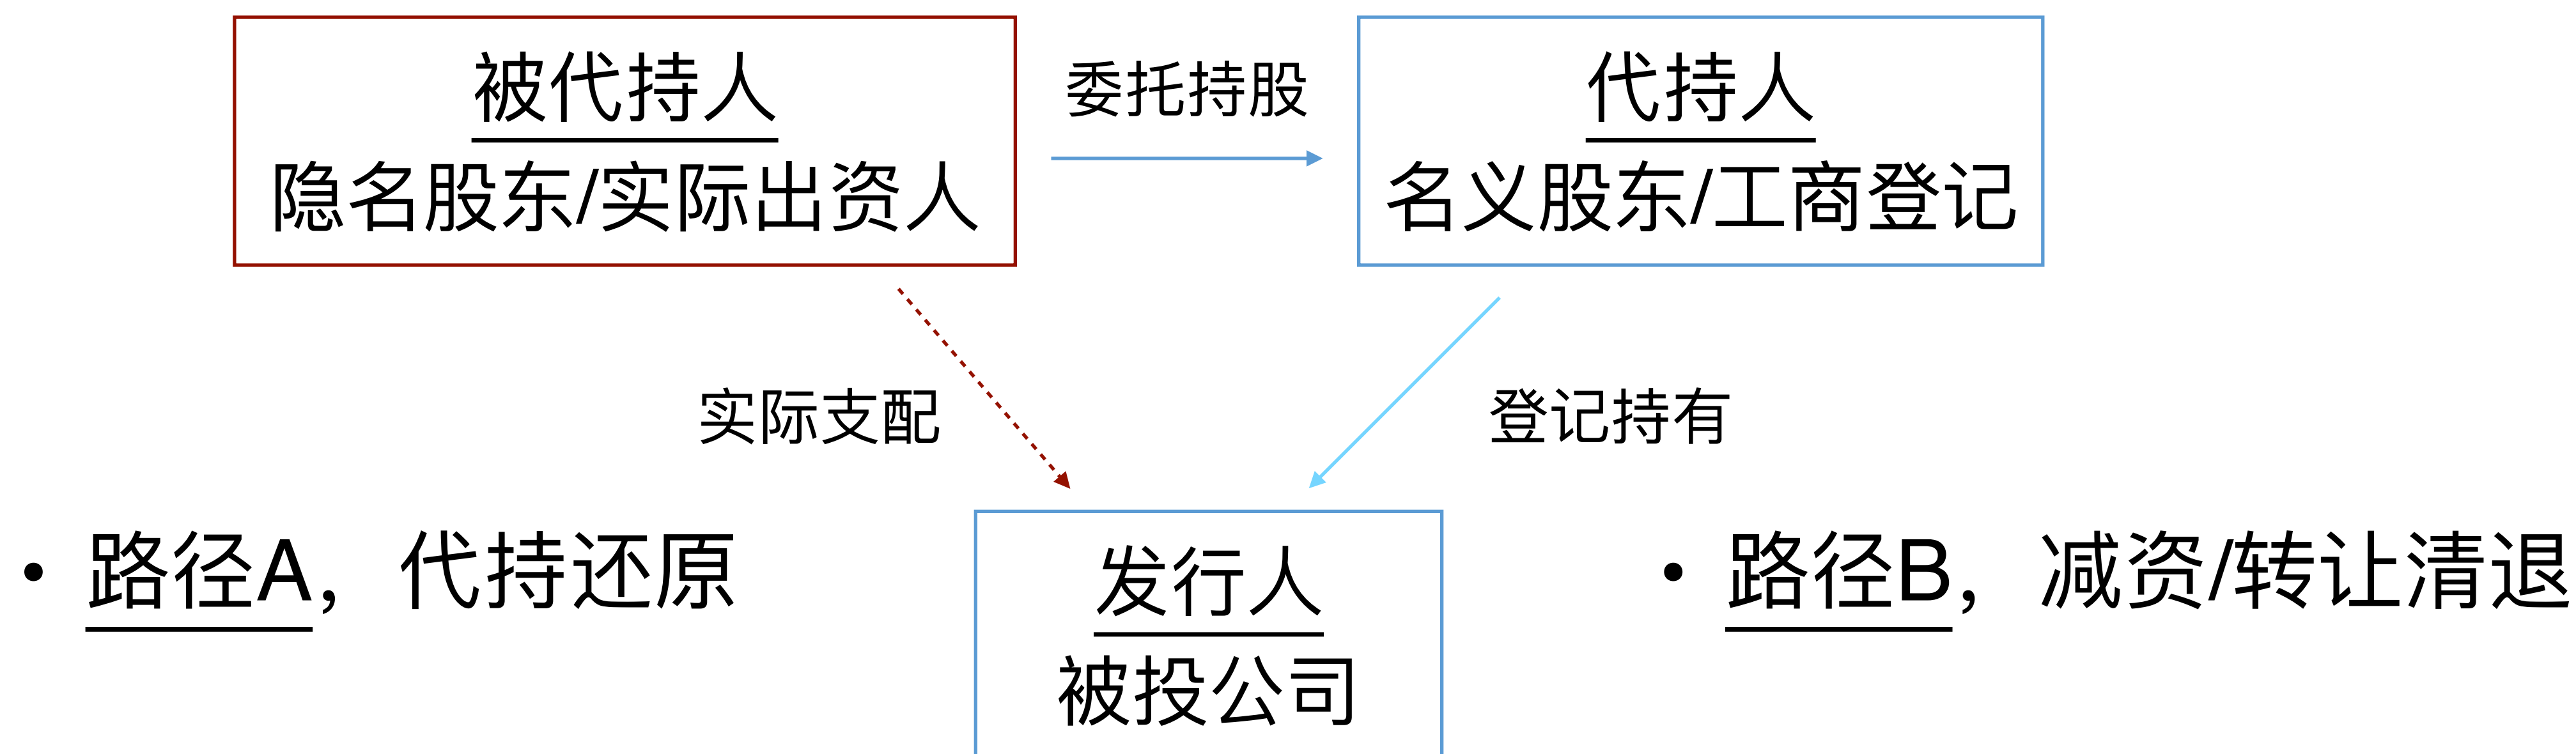 被代持人
隐名股东/实际出资人
委托持股
代持人
名义股东/工商登记
实际支配
登记持有
• 路径A，代持还原
发行人
被投公司
• 路径B，减资/转让清退